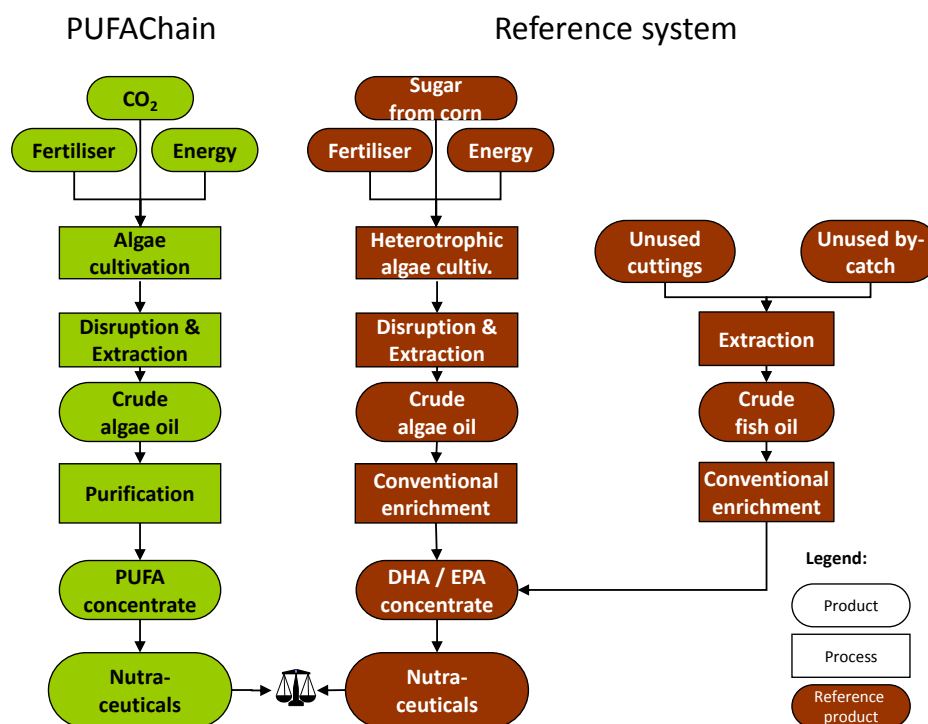 PUFAChain
Reference system
CO₂
Fertiliser
Energy
Algae
cultivation
Disruption &
Extraction
Crude
algae oil
Purification
PUFA
concentrate
Nutra-
ceuticals
Sugar
from corn
Fertiliser
Energy
Heterotrophic
algae cultiv.
Disruption &
Extraction
Crude
algae oil
Conventional
enrichment
DHA / EPA
concentrate
Nutra-
ceuticals
Unused
cuttings
Unused by-
catch
Extraction
Crude
fish oil
Conventional
enrichment
Legend:
Product
Process
Reference
product